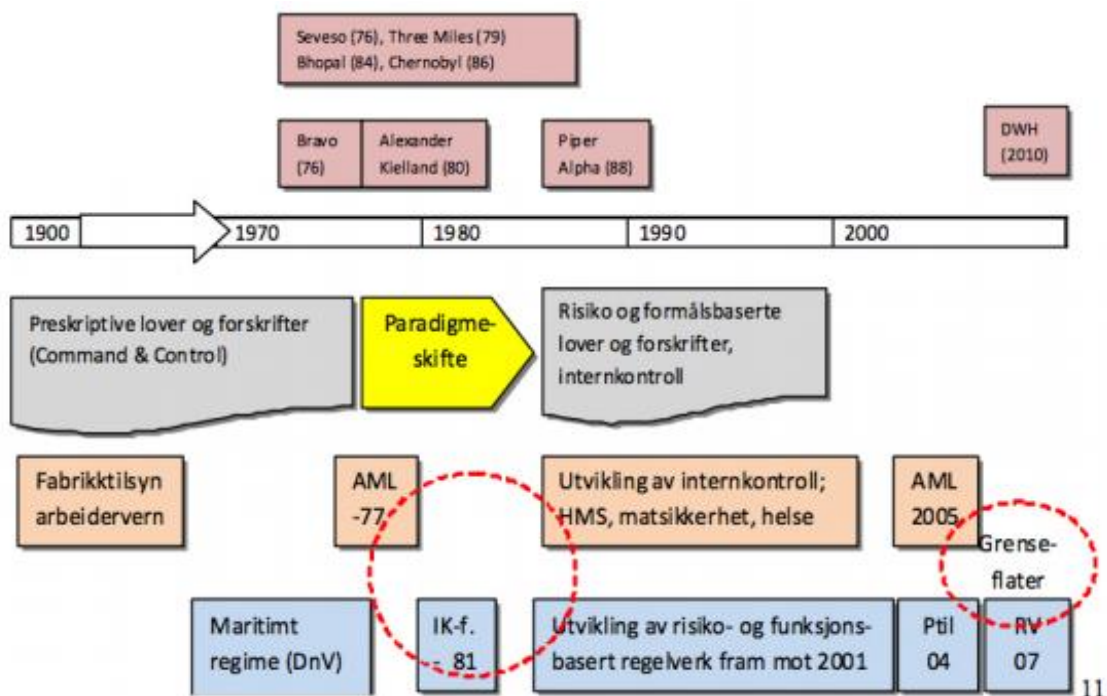 Seveso (76), Three Miles (79)
Bhopal (84), Chernobyl (86)
Bravo
(76)
Alexander
Kielland (80)
Piper
Alpha (88)
DWH
(2010)
1900
1970
1980
1990
2000
Preskriptive lover og forskrifter
(Command & Control)
Paradigme-
skifte
Risiko og formålsbaserte
lover og forskrifter,
internkontroll
Fabrikktilsyn
arbeidervern
AML
-77
Utvikling av internkontroll;
HMS, matsikkerhet, helse
AML
2005
Grense-
flater
Maritimt
regime (DnV)
IK-f.
- 81
Utvikling av risiko- og funksjons-
basert regelverk fram mot 2001
Ptil
04
RV
07
11